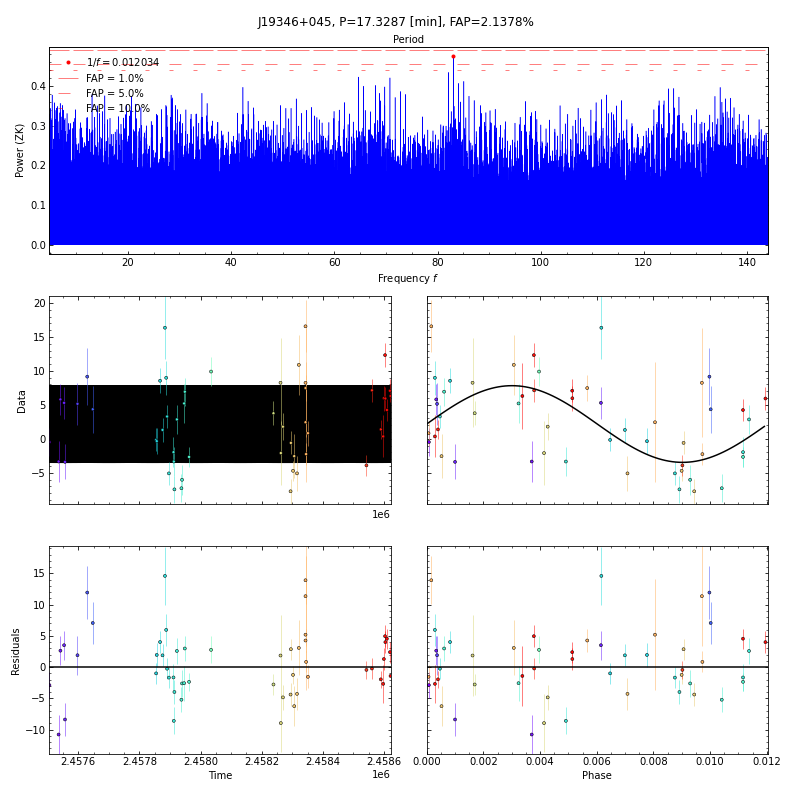 J19346+045, P=17.3287 [min], FAP=2.1378%
Period
1/f = 0.012034
FAP = 1.0%
FAP = 5.0%
FAP = 10.0%
Power (ZK)
0.4
0.3
0.2
0.1
0.0
20 40 60 80 100 120 140
Frequency f
Data
20
15
10
5
0
−5
1e6
Residuals
15
10
5
0
−5
−10
2.4576 2.4578 2.4580 2.4582 2.4584 2.4586
1e6
Time
0.000 0.002 0.004 0.006 0.008 0.010 0.012
Phase